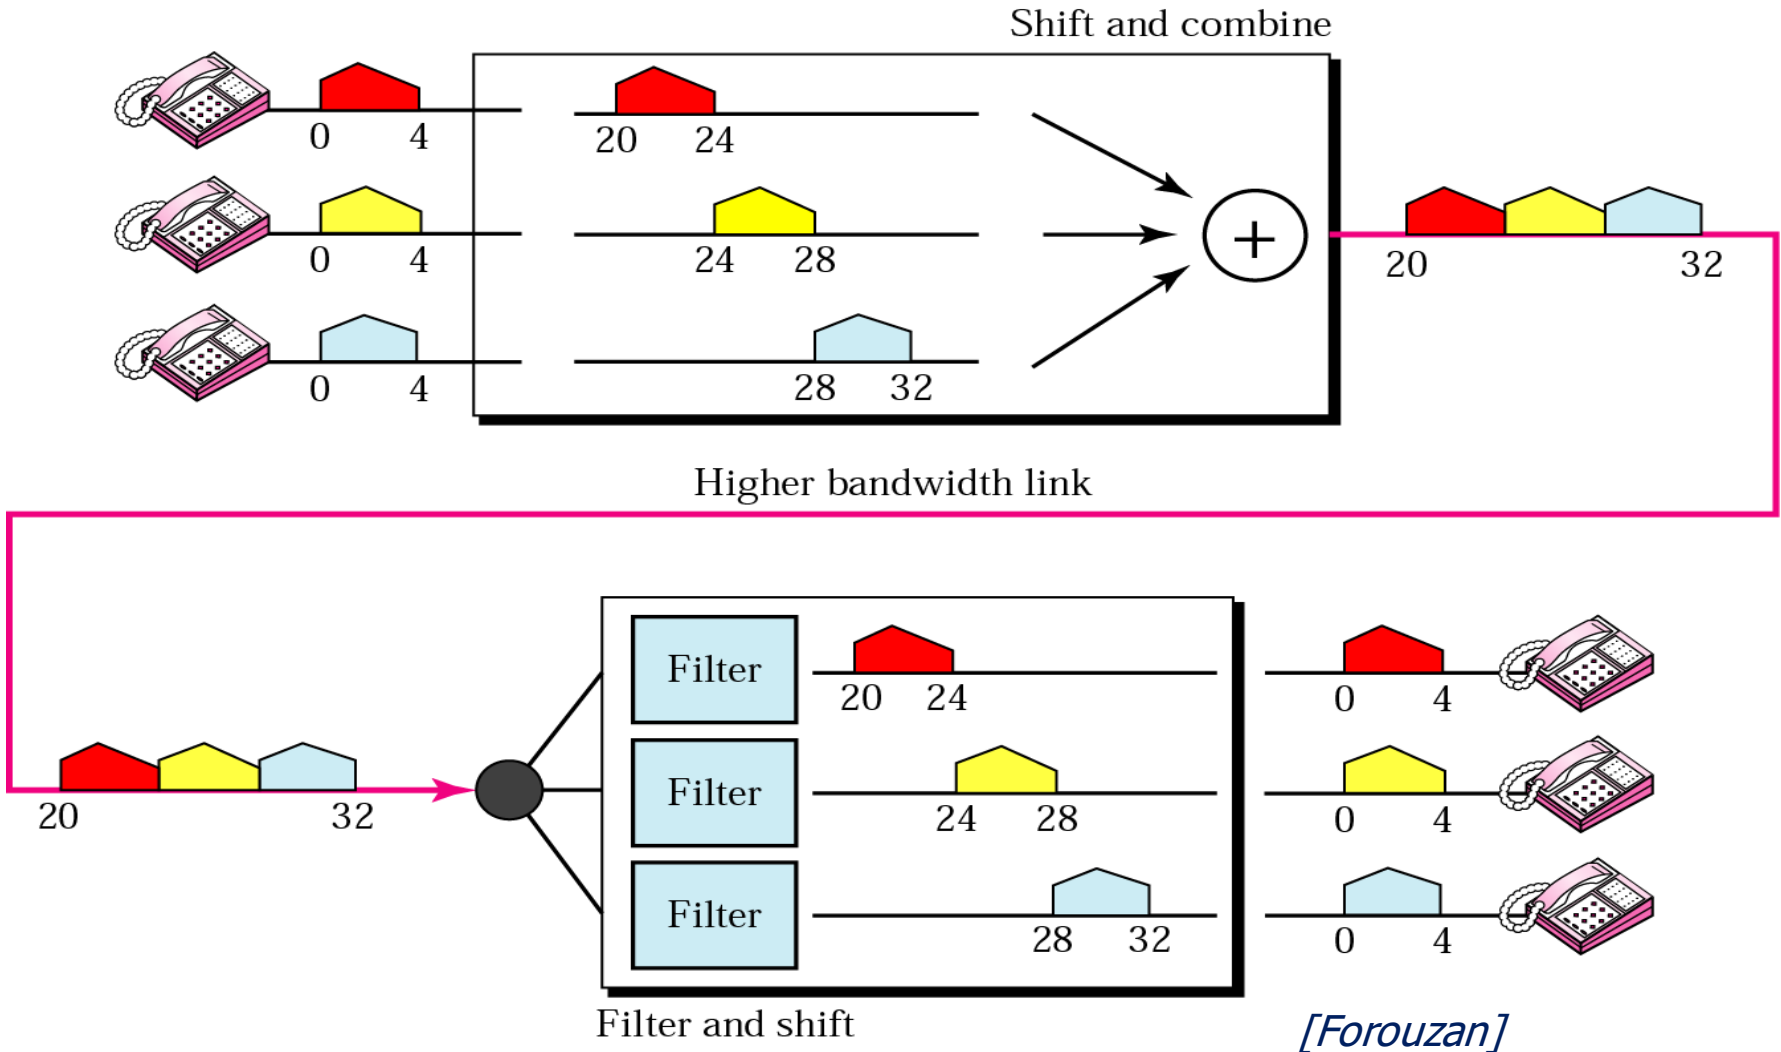 Shift and combine
0 4
20 24
0 4
24 28
20 32
0 4
28 32
+
Higher bandwidth link
Filter
20 24
0 4
Filter
24 28
0 4
20 32
Filter
28 32
0 4
Filter and shift
[Forouzan]